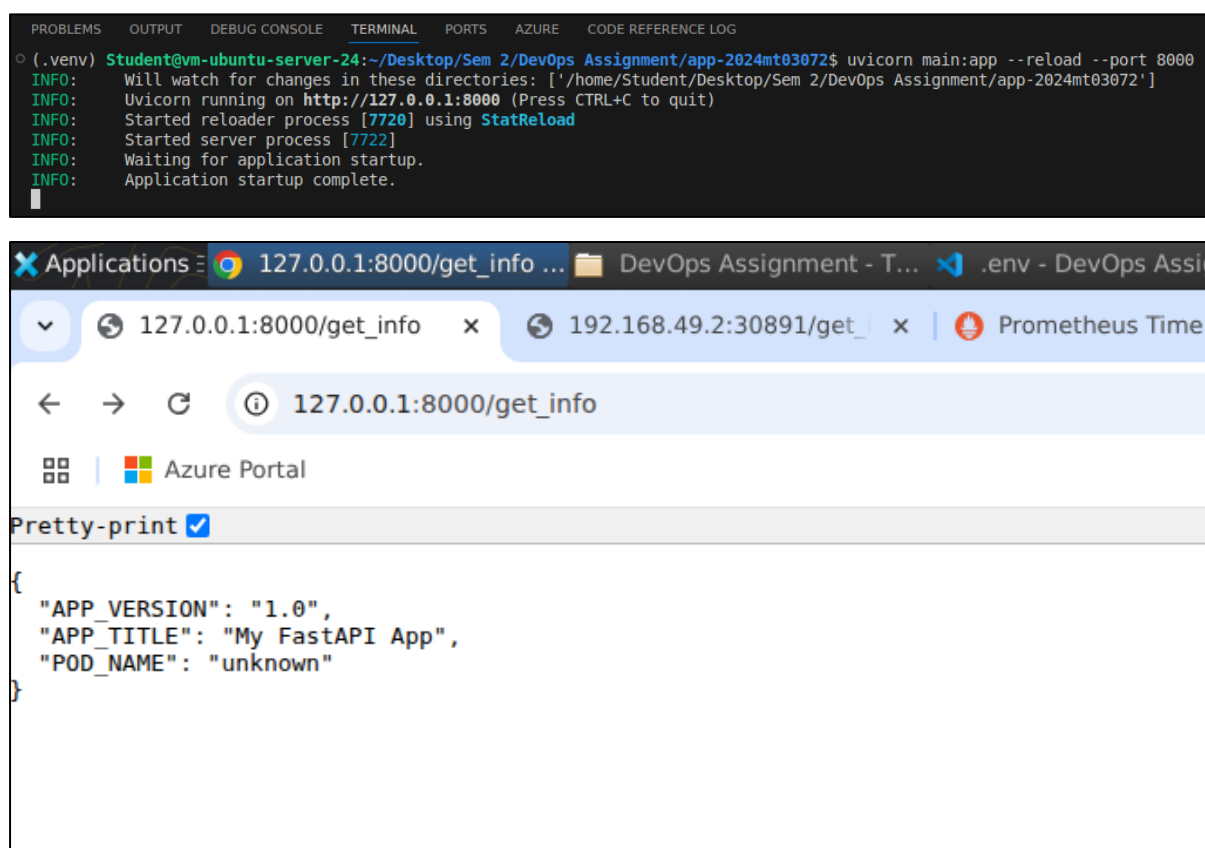 PROBLEMS OUTPUT DEBUG CONSOLE TERMINAL PORTS AZURE CODE REFERENCE LOG
(.venv) Student@vm-ubuntu-server-24:~/Desktop/Sem 2/DevOps Assignment/app-2024mt03072$ uvicorn main:app --reload --port 8000
INFO: Will watch for changes in these directories: ['/home/Student/Desktop/Sem 2/DevOps Assignment/app-2024mt03072']
INFO: Uvicorn running on http://127.0.0.1:8000 (Press CTRL+C to quit)
INFO: Started reloader process [7720] using StatReload
INFO: Started server process [7722]
INFO: Waiting for application startup.
INFO: Application startup complete.
Applications 127.0.0.1:8000/get_info ... DevOps Assignment - T... .env - DevOps Assi
127.0.0.1:8000/get_info 192.168.49.2:30891/get_ Prometheus Time
127.0.0.1:8000/get_info
Azure Portal
Pretty-print
{
"APP_VERSION": "1.0",
"APP_TITLE": "My FastAPI App",
"POD_NAME": "unknown"
}